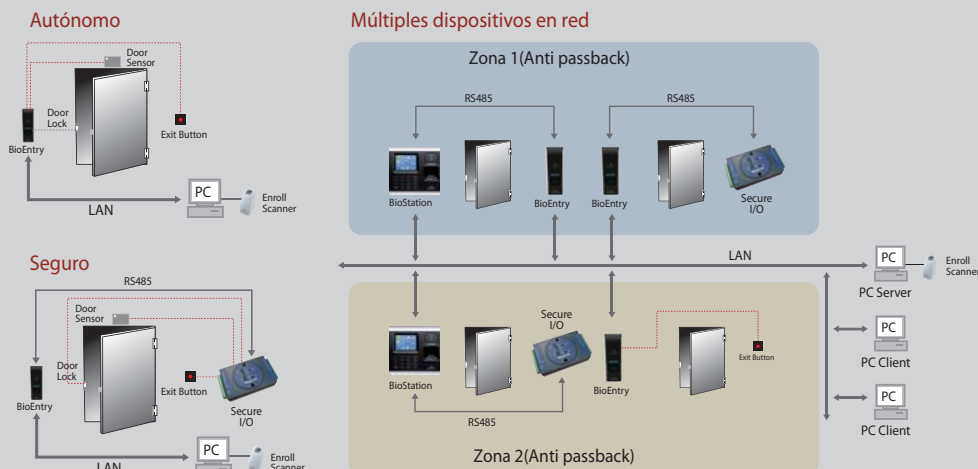 Autónomo
Door
Sensor
Door
Lock
BioEntry
Exit Button
LAN
PC
Enroll
Scanner
Seguro
RS485
Door
Sensor
Door
Lock
BioEntry
Exit Button
Secure
I/O
LAN
PC
Enroll
Scanner
Múltiples dispositivos en red
Zona 1(Anti passback)
RS485
RS485
BioStation
BioEntry
BioEntry
Secure
I/O
LAN
PC
Enroll
Scanner
PC Server
PC
PC Client
PC
PC Client
Secure
I/O
BioStation
BioEntry
Exit Button
RS485
Zona 2(Anti passback)